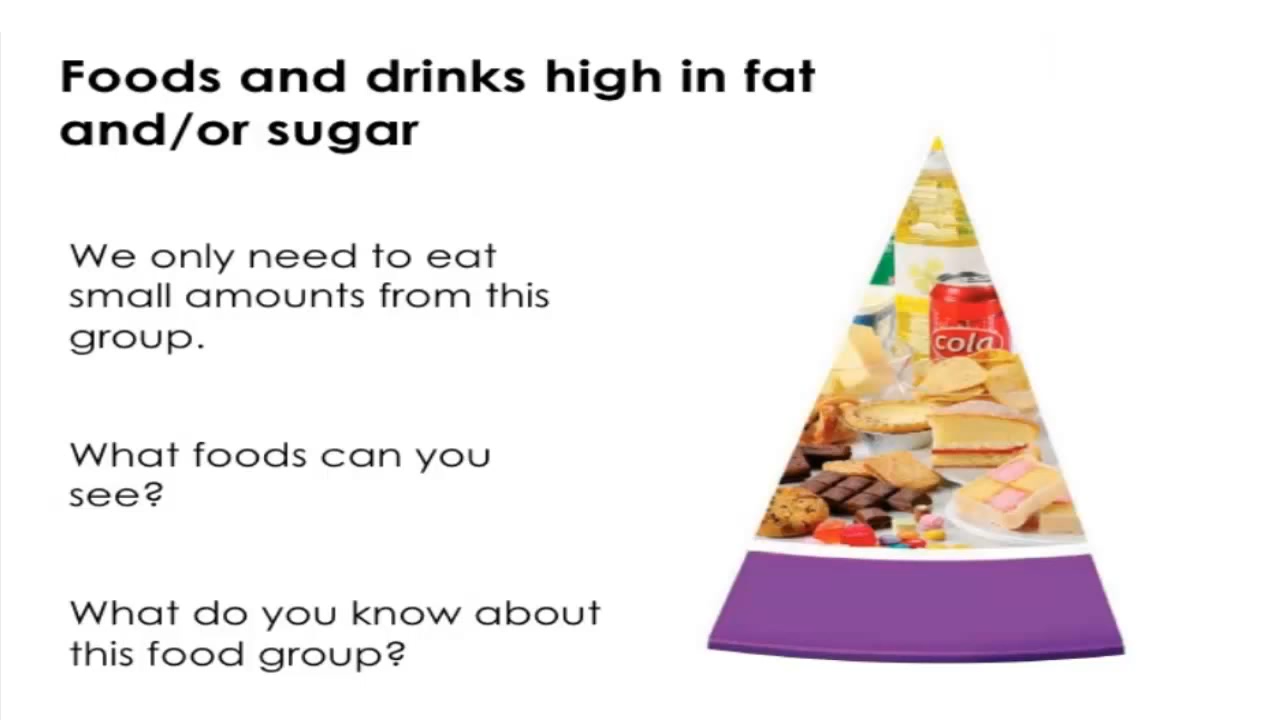 Foods and drinks high in fat
and/or sugar
We only need to eat
small amounts from this
group.
What foods can you
see?
What do you know about
this food group?
cola